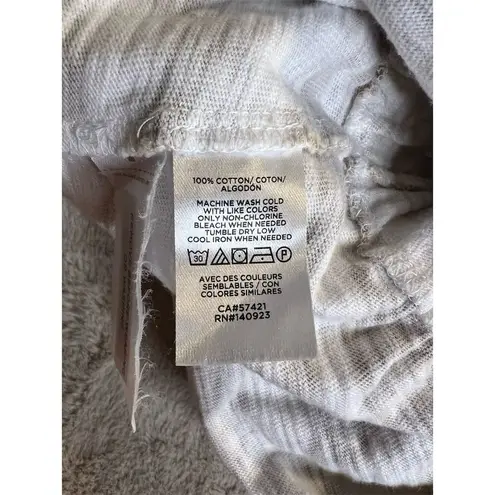 100% COTTON/ COTON/
ALGODÓN
MACHINE WASH COLD
WITH LIKE COLORS
ONLY NON-CHLORINE
BLEACH WHEN NEEDED
TUMBLE DRY LOW
COOL IRON WHEN NEEDED
30 P
AVEC DES COULEURS
SEMBLABLES / CON
COLORES SIMILARES
CA#57421
RN#140923